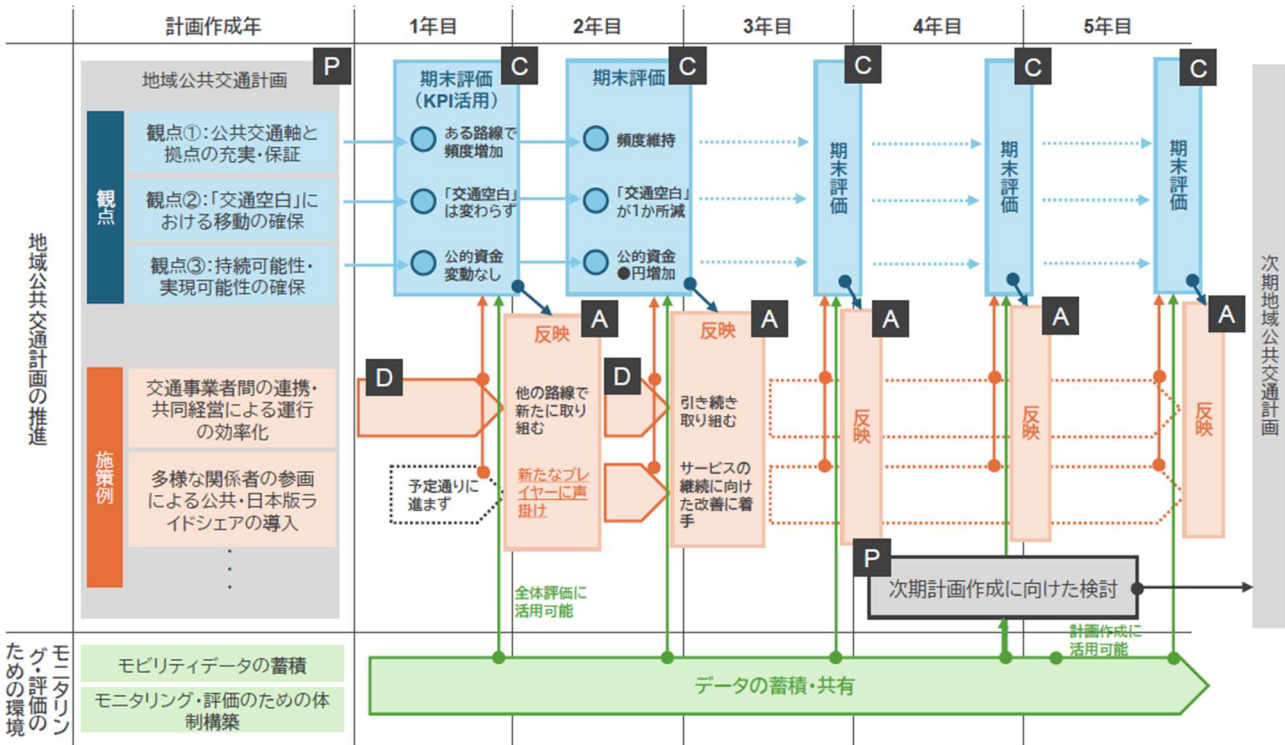 計画作成年
1年目
2年目
3年目
4年目
5年目
地域公共交通計画の推進
地域公共交通計画
P
観点
観点①:公共交通軸と
拠点の充実・保証
観点②:「交通空白」に
おける移動の確保
観点③:持続可能性・
実現可能性の確保
施策例
交通事業者間の連携・
共同経営による運行
の効率化
多様な関係者の参画
による公共・日本版ラ
イドシェアの導入
・
・
・
期末評価
(KPI活用)
C
ある路線で
頻度増加
「交通空白」
は変わらず
公的資金
変動なし
期末評価
C
頻度維持
「交通空白」
が1か所減
公的資金
●円増加
期末評価
C
期末評価
C
期末評価
C
D
予定通りに
進まず
反映
A
他の路線で
新たに取り
組む
新たなプレ
イヤーに声
掛け
D
反映
A
引き続き
取り組む
サービスの
継続に向け
た改善に着
手
反映
A
反映
A
反映
A
P
次期計画作成に向けた検討
次期地域公共交通計画
全体評価に
活用可能
計画作成に
活用可能
モニタリン
グ・評価の
ための環境
モビリティデータの蓄積
モニタリング・評価のための体
制構築
データの蓄積・共有